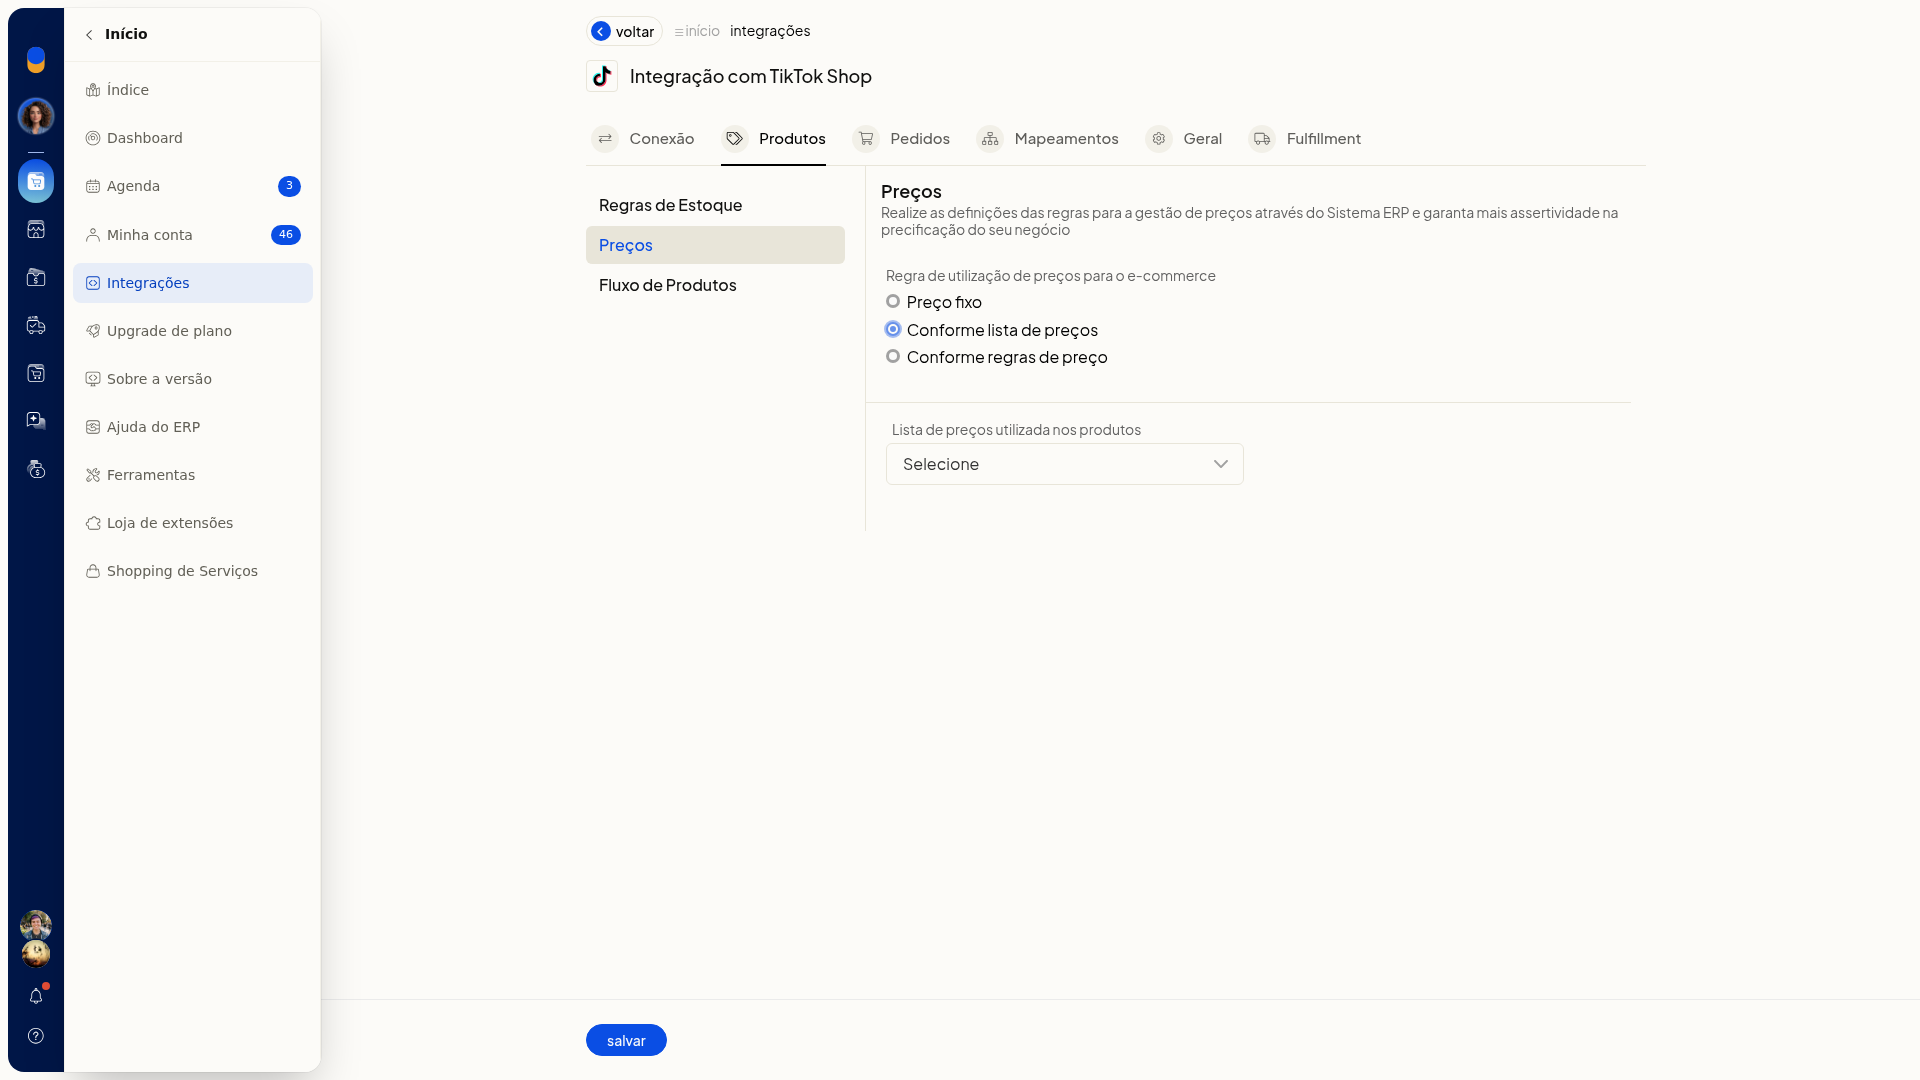 Início
Índice
Dashboard
Agenda
3
Minha conta
46
Integrações
Upgrade de plano
Sobre a versão
Ajuda do ERP
Ferramentas
Loja de extensões
Shopping de Serviços
voltar
início
integrações
Integração com TikTok Shop
Conexão
Produtos
Pedidos
Mapeamentos
Geral
Fulfillment
Regras de Estoque
Preços
Fluxo de Produtos
Preços
Realize as definições das regras para a gestão de preços através do Sistema ERP e garanta mais assertividade na
precificação do seu negócio
Regra de utilização de preços para o e-commerce
Preço fixo
Conforme lista de preços
Conforme regras de preço
Lista de preços utilizada nos produtos
Selecione
salvar